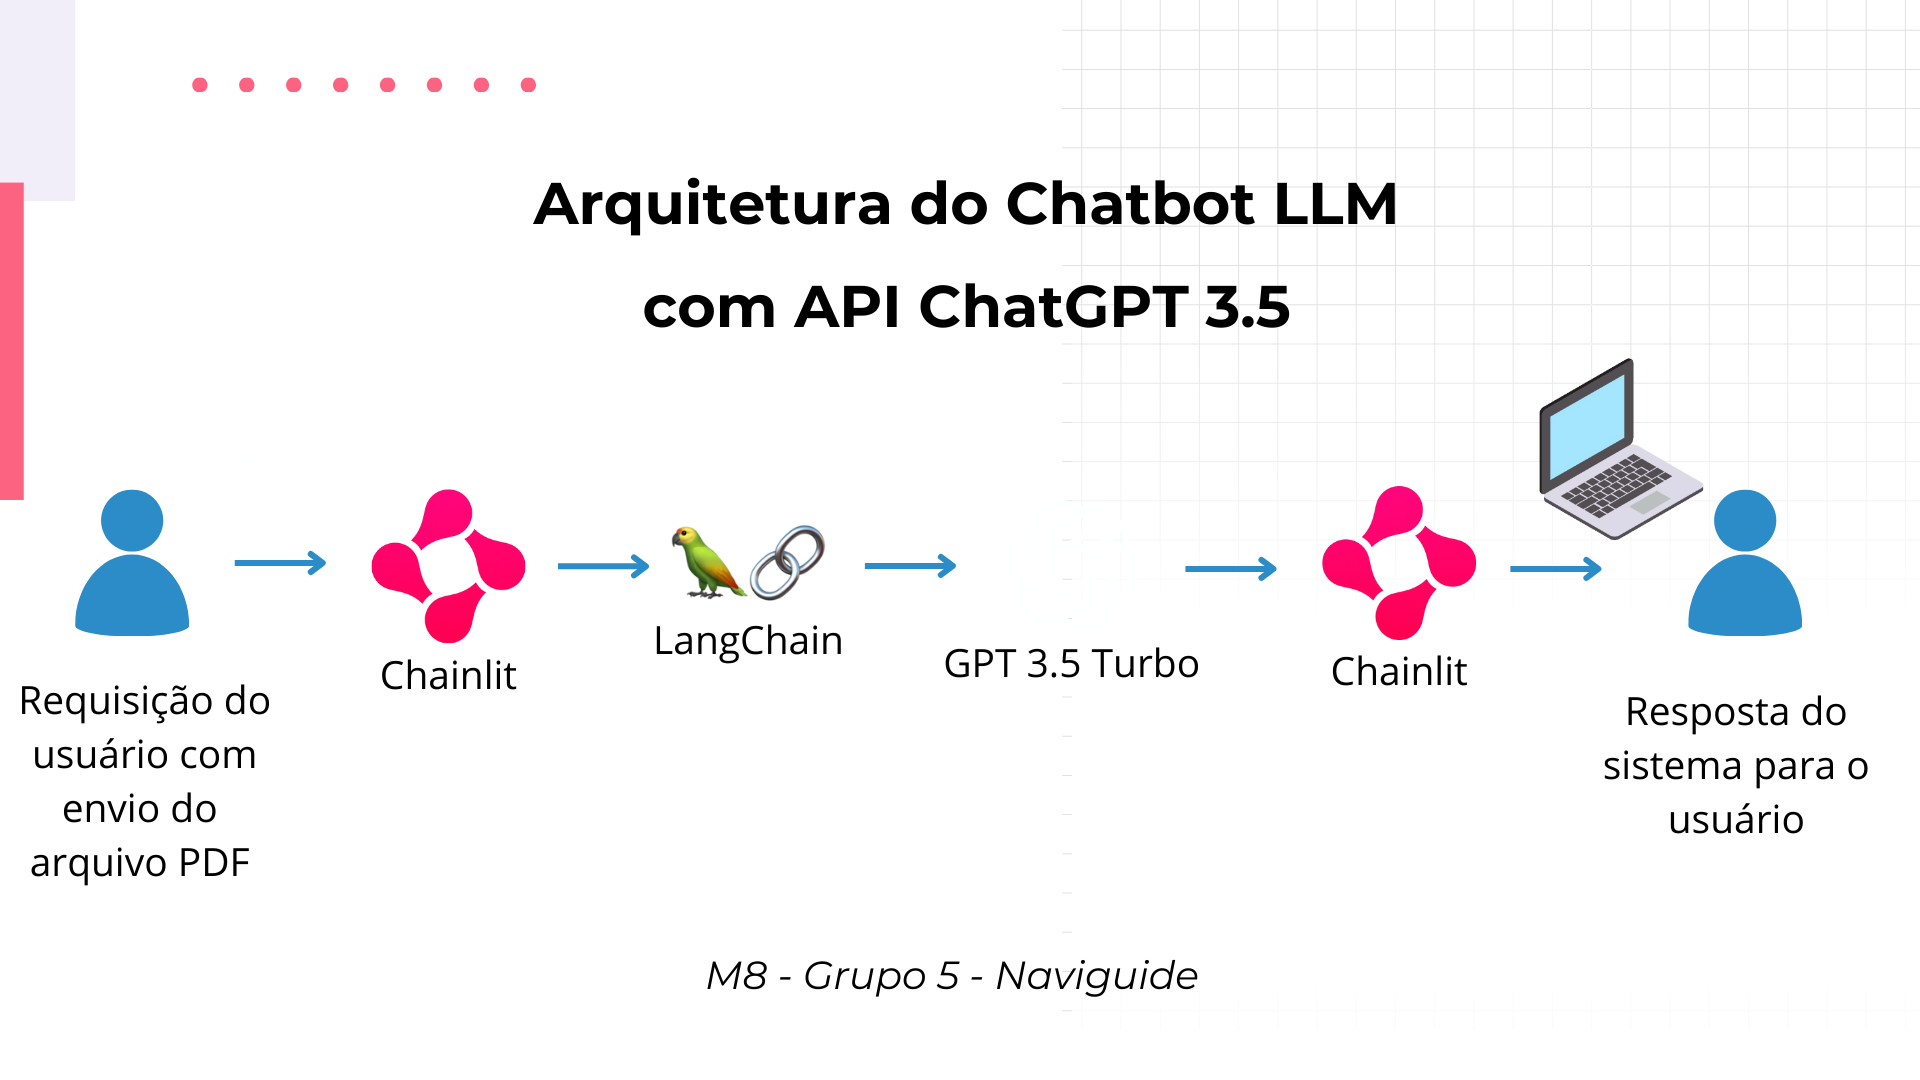 Arquitetura do Chatbot LLM
com API ChatGPT 3.5
Requisição do
usuário com
envio do
arquivo PDF
Chainlit
LangChain
GPT 3.5 Turbo
Chainlit
Resposta do
sistema para o
usuário
M8 - Grupo 5 - Naviguide